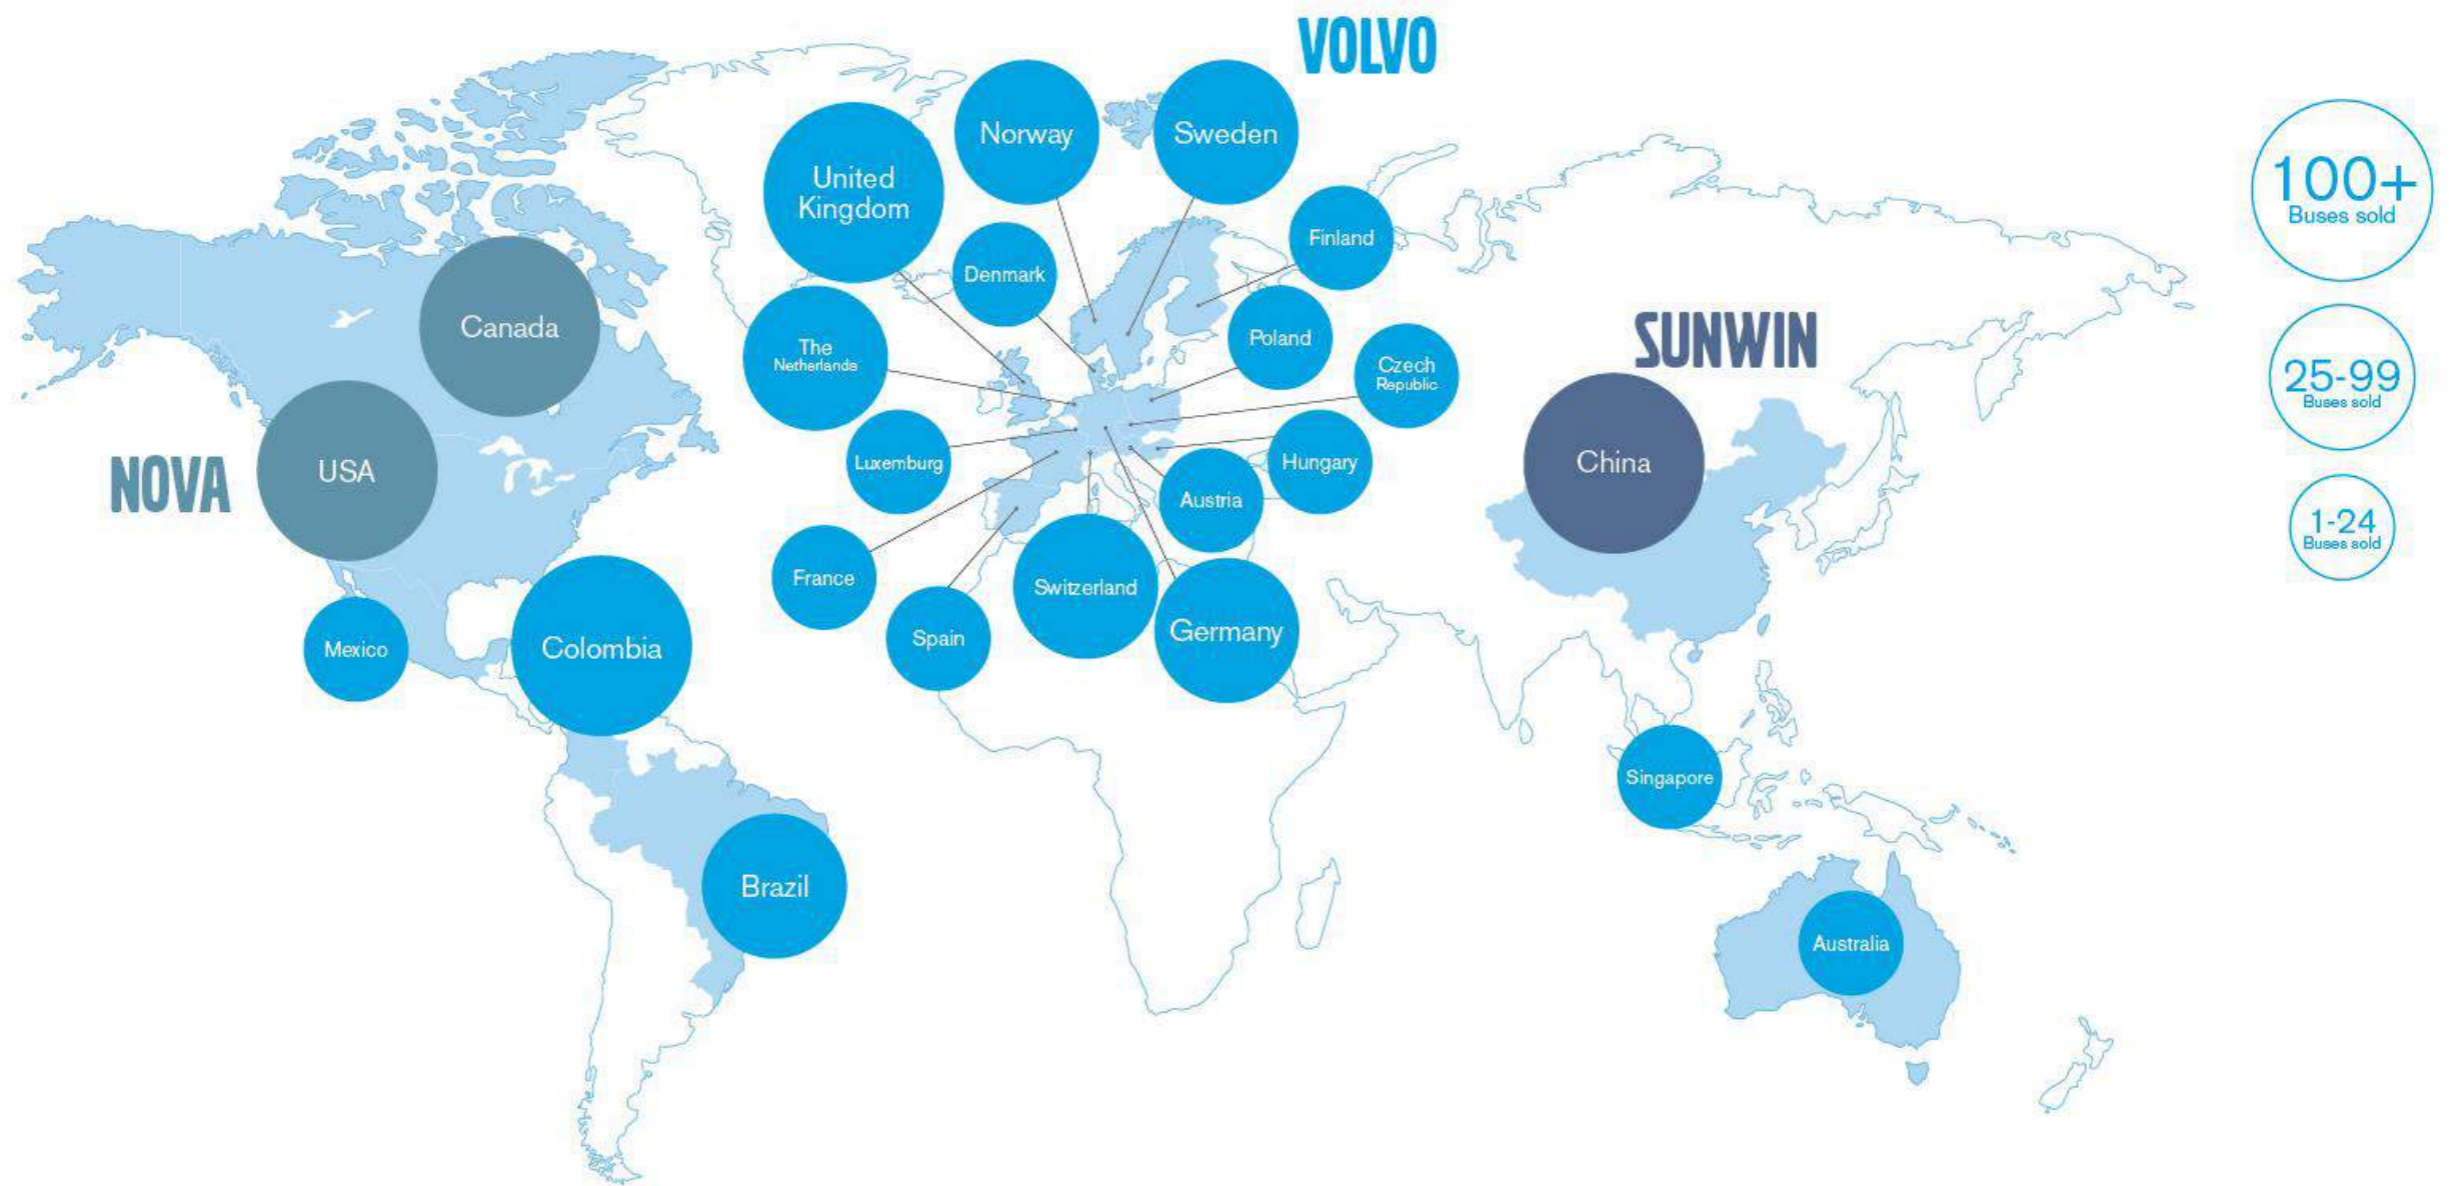 VOLVO
Norway
Sweden
United
Kingdom
Finland
Denmark
Poland
The
Netherlands
Czech
Republic
Luxemburg
Hungary
Austria
France
Switzerland
Spain
Germany
Canada
USA
NOVA
Mexico
Colombia
Brazil
SUNWIN
China
Singapore
Australia
100+
Buses sold
25-99
Buses sold
1-24
Buses sold